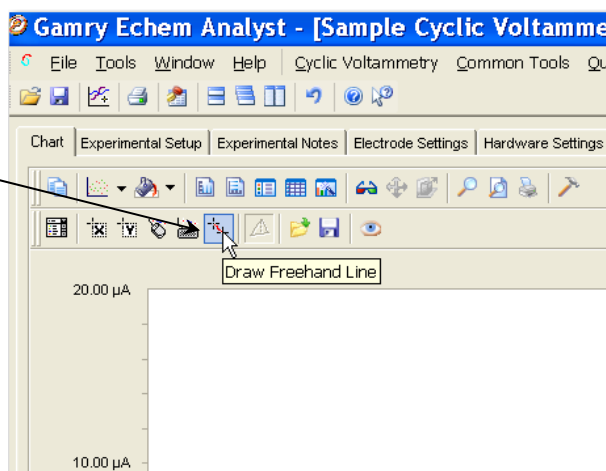 Gamry Echem Analyst - [Sample Cyclic Voltamme
File Tools Window Help Cyclic Voltammetry Common Tools Qu
Chart Experimental Setup Experimental Notes Electrode Settings Hardware Settings
Draw Freehand Line
20.00 µA
10.00 µA